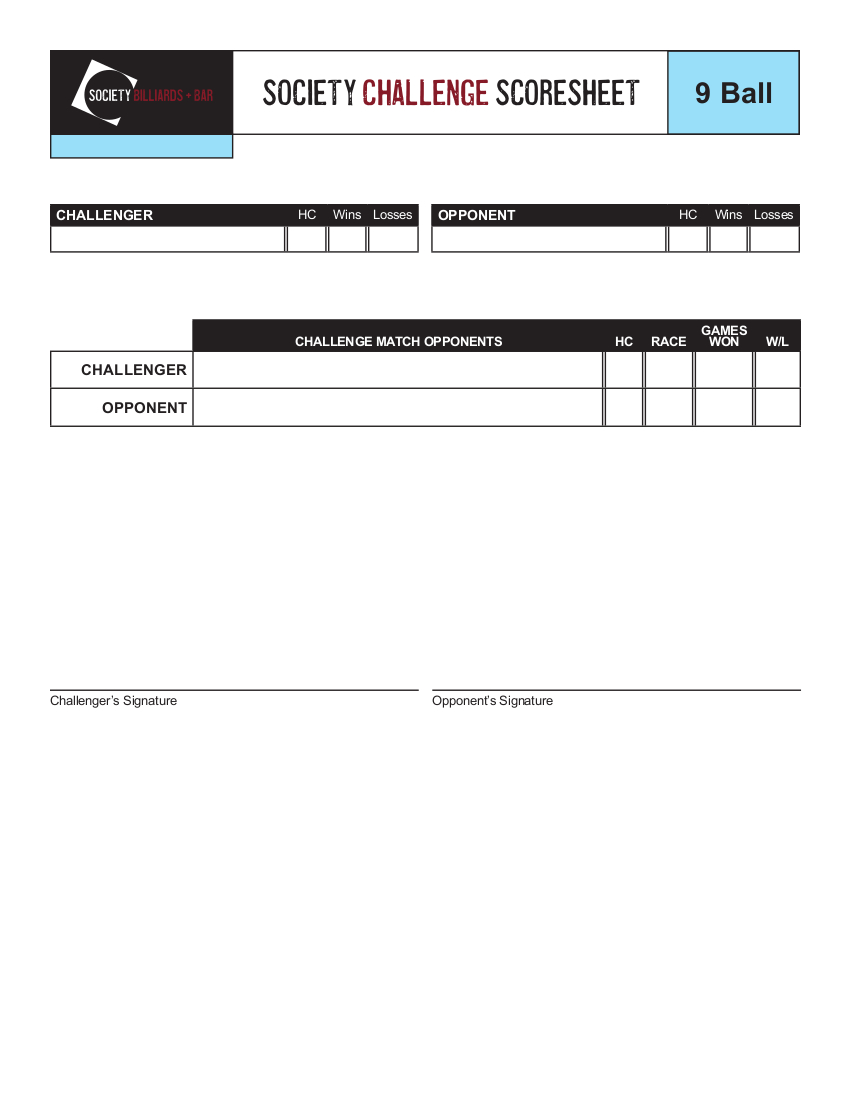 SOCIETY BILLIARDS + BAR
SOCIETY CHALLENGE SCORESHEET
9 Ball
CHALLENGER HC Wins Losses
OPPONENT HC Wins Losses
CHALLENGE MATCH OPPONENTS HC RACE GAMES WON W/L
CHALLENGER
OPPONENT
Challenger’s Signature
Opponent’s Signature